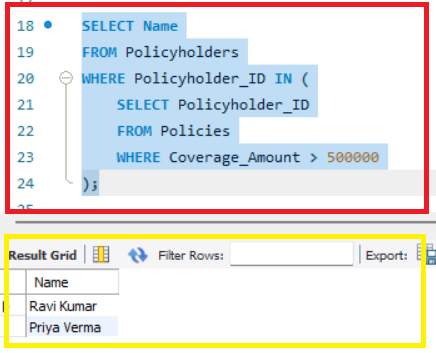 18 SELECT Name
19 FROM Policyholders
20 WHERE Policyholder_ID IN (
21 SELECT Policyholder_ID
22 FROM Policies
23 WHERE Coverage_Amount > 500000
24 );
Result Grid Filter Rows: Export:
Name
Ravi Kumar
Priya Verma